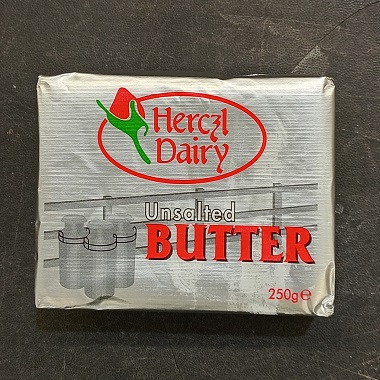 Herczl
Dairy
Unsalted
BUTTER
250g℮